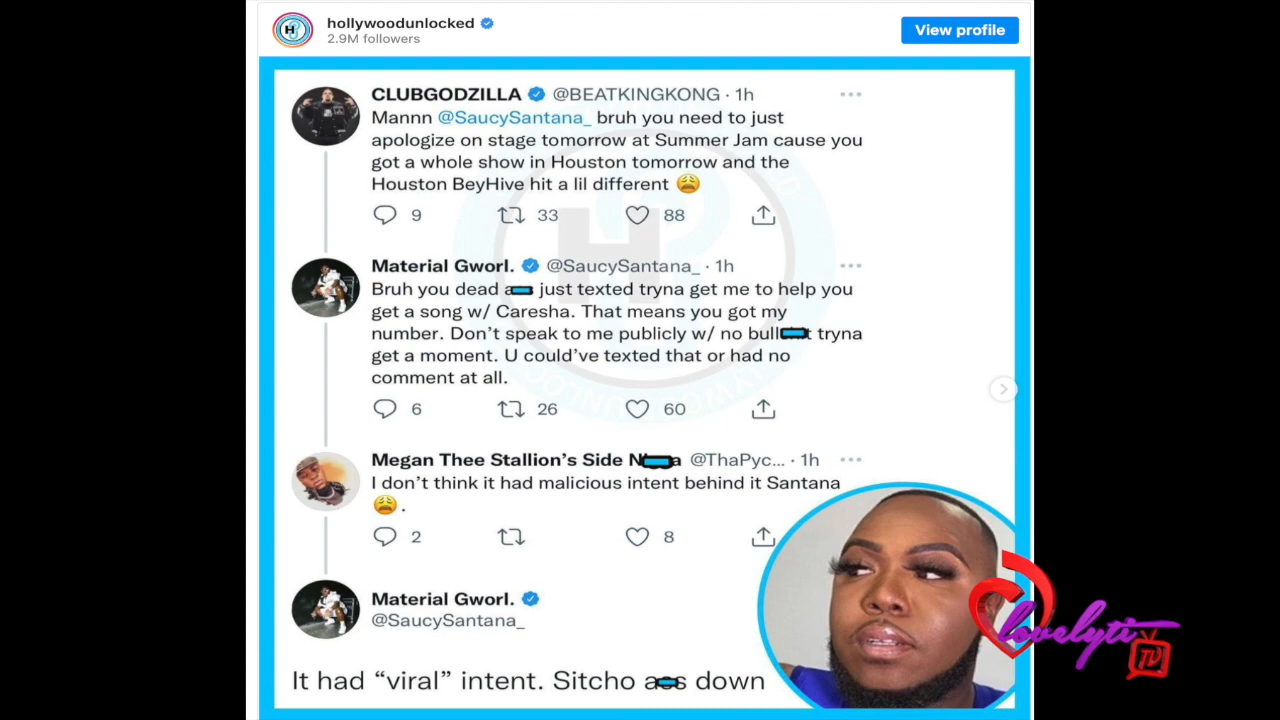 hollywoodunlocked
2.9M followers
View profile
CLUBGODZILLA @BEATKINGKONG · 1h
Mannn @SaucySantana_ bruh you need to just
apologize on stage tomorrow at Summer Jam cause you
got a whole show in Houston tomorrow and the
Houston BeyHive hit a lil different 😩
9 33 88
Material Gworl. @SaucySantana_ · 1h
Bruh you dead a just texted tryna get me to help you
get a song w/ Caresha. That means you got my
number. Don't speak to me publicly w/ no bull t tryna
get a moment. U could've texted that or had no
comment at all.
6 26 60
Megan Thee Stallion's Side N a @ThaPyc... · 1h
I don't think it had malicious intent behind it Santana
😩.
2 8
Material Gworl.
@SaucySantana_
It had “viral” intent. Sitcho a s down
lovelyti
TV